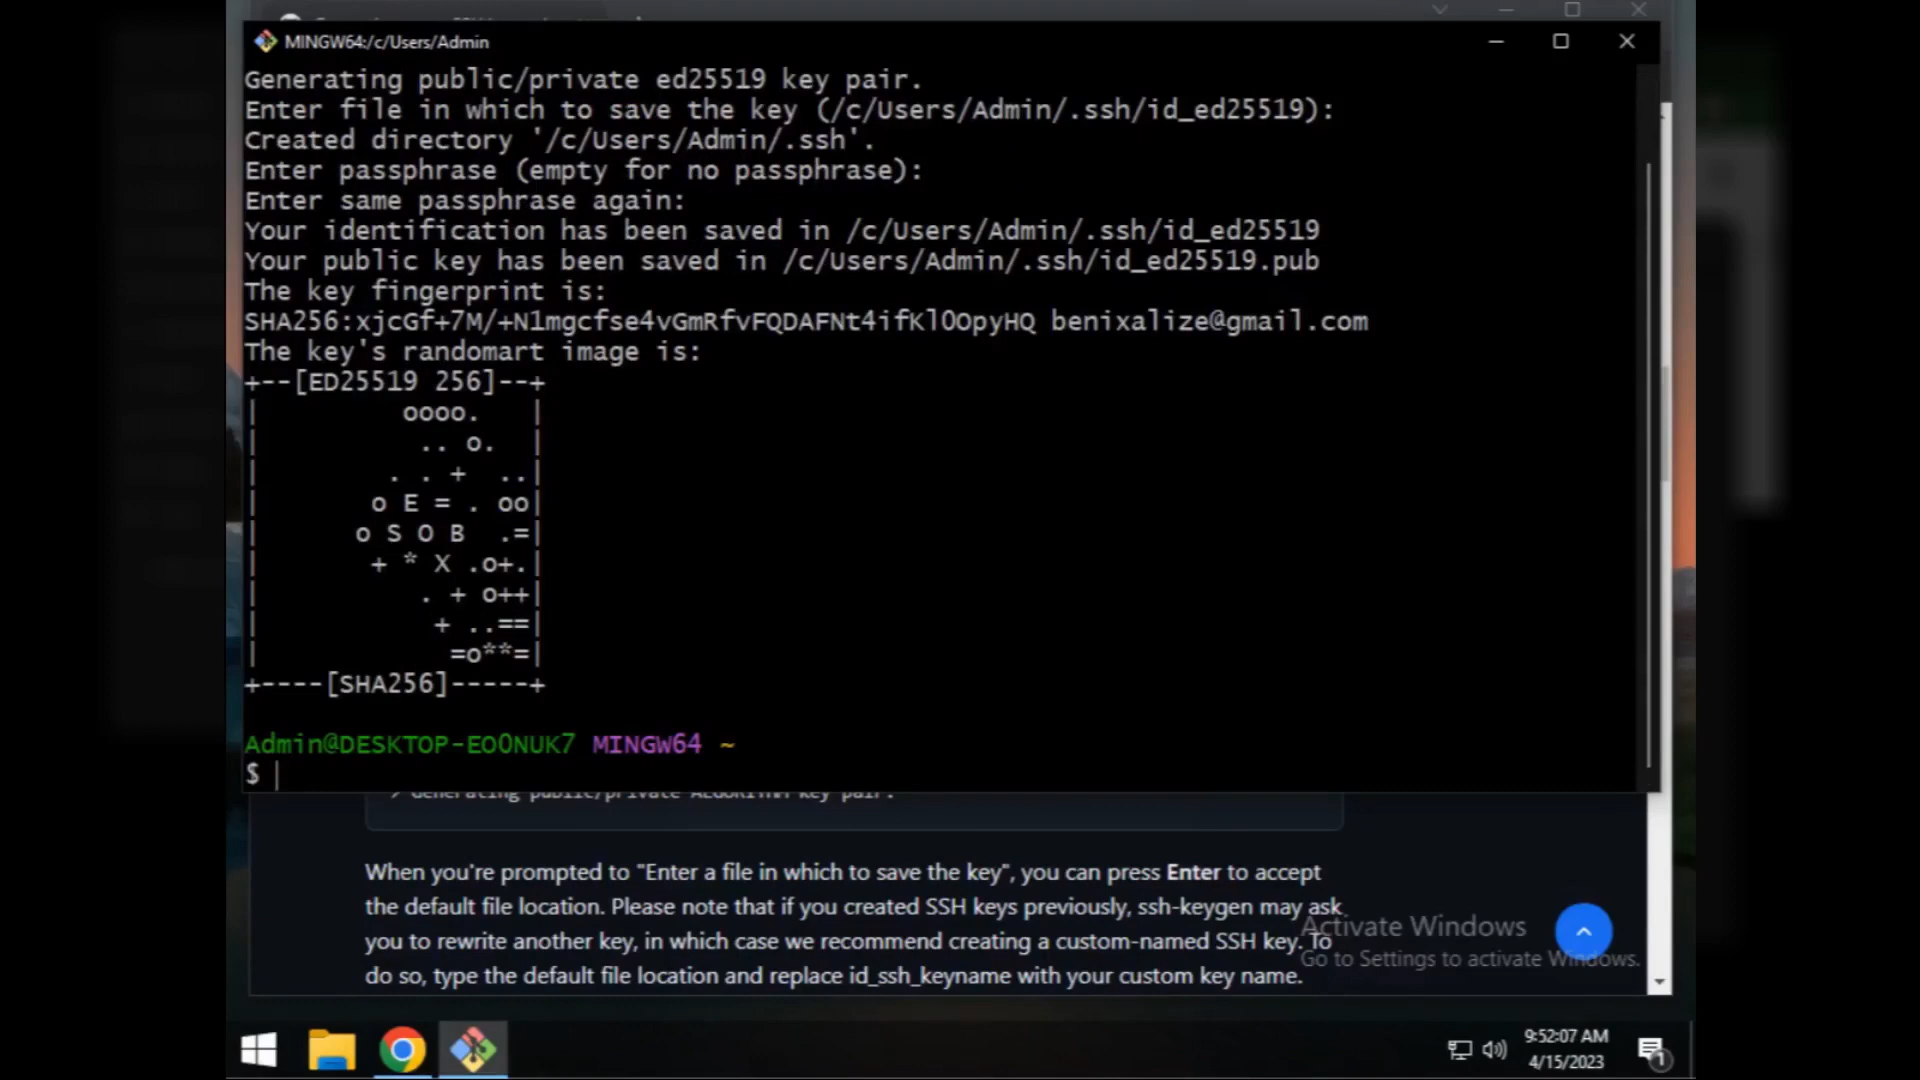 MINGW64:/c/Users/Admin
Generating public/private ed25519 key pair.
Enter file in which to save the key (/c/Users/Admin/.ssh/id_ed25519):
Created directory '/c/Users/Admin/.ssh'.
Enter passphrase (empty for no passphrase):
Enter same passphrase again:
Your identification has been saved in /c/Users/Admin/.ssh/id_ed25519
Your public key has been saved in /c/Users/Admin/.ssh/id_ed25519.pub
The key fingerprint is:
SHA256:xjcGf+7M/+N1mgcfse4vGmRfvFQDAFNt4ifKl0OpyHQ benixalize@gmail.com
The key's randomart image is:
+--[ED25519 256]--+
|         oooo.   |
|          .. o.  |
|        . . +  ..|
|       o E = . oo|
|      o S O B  .=|
|       + * X .o+.|
|          . + o++|
|           + ..==|
|            =o**=|
+----[SHA256]-----+
Admin@DESKTOP-EO0NUK7 MINGW64 ~
$
> Generating public/private ALGORITHM key pair.
When you're prompted to "Enter a file in which to save the key", you can press Enter to accept
the default file location. Please note that if you created SSH keys previously, ssh-keygen may ask
you to rewrite another key, in which case we recommend creating a custom-named SSH key. To
do so, type the default file location and replace id_ssh_keyname with your custom key name.
Activate Windows
Go to Settings to activate Windows.
9:52:07 AM
4/15/2023
1